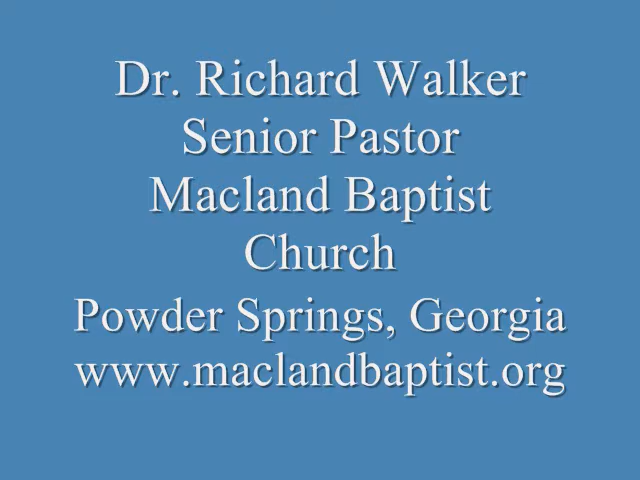 Dr. Richard Walker
Senior Pastor
Macland Baptist
Church
Powder Springs, Georgia
www.maclandbaptist.org